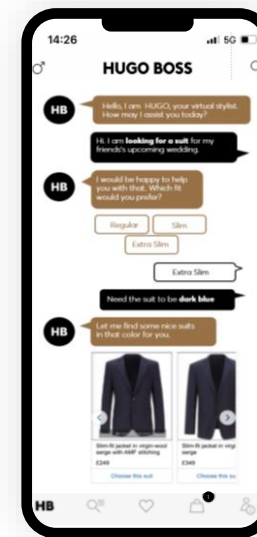 14:26
5G
HUGO BOSS
HB
Hello, I am HUGO, your virtual stylist.
How may I assist you today?
Hi. I am looking for a suit for my
friend's upcoming wedding.
HB
I would be happy to help
you with that. Which fit
would you prefer?
Regular
Slim
Extra Slim
Extra Slim
Need the suit to be dark blue
HB
Let me find some nice suits
in that color for you.
Slim-fit jacket in virgin-wool
serge with AMF stitching
£249
Choose this suit
Slim-fit jacket in virg
serge
£349
Choose this su
HB
1